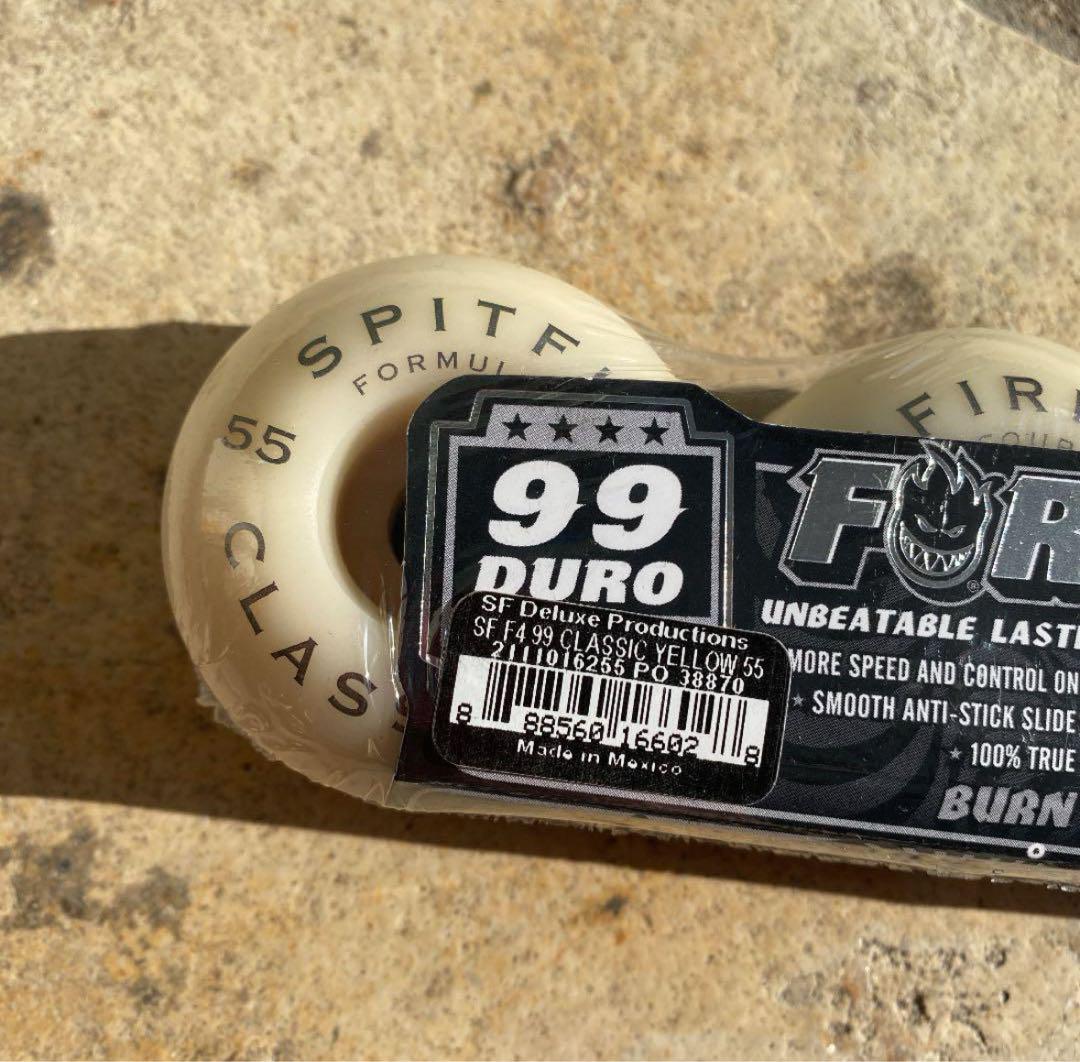 SPITF
FORMUL
55
CLASS
FIR
FOUR
99
DURO
FOR
®
UNBEATABLE LASTI
MORE SPEED AND CONTROL ON
SMOOTH ANTI-STICK SLIDE
100% TRUE
BURN
SF Deluxe Productions
SF F4 99 CLASSIC YELLOW 55
2111016255 PO 38870
8 88560 16602 8
Made in Mexico